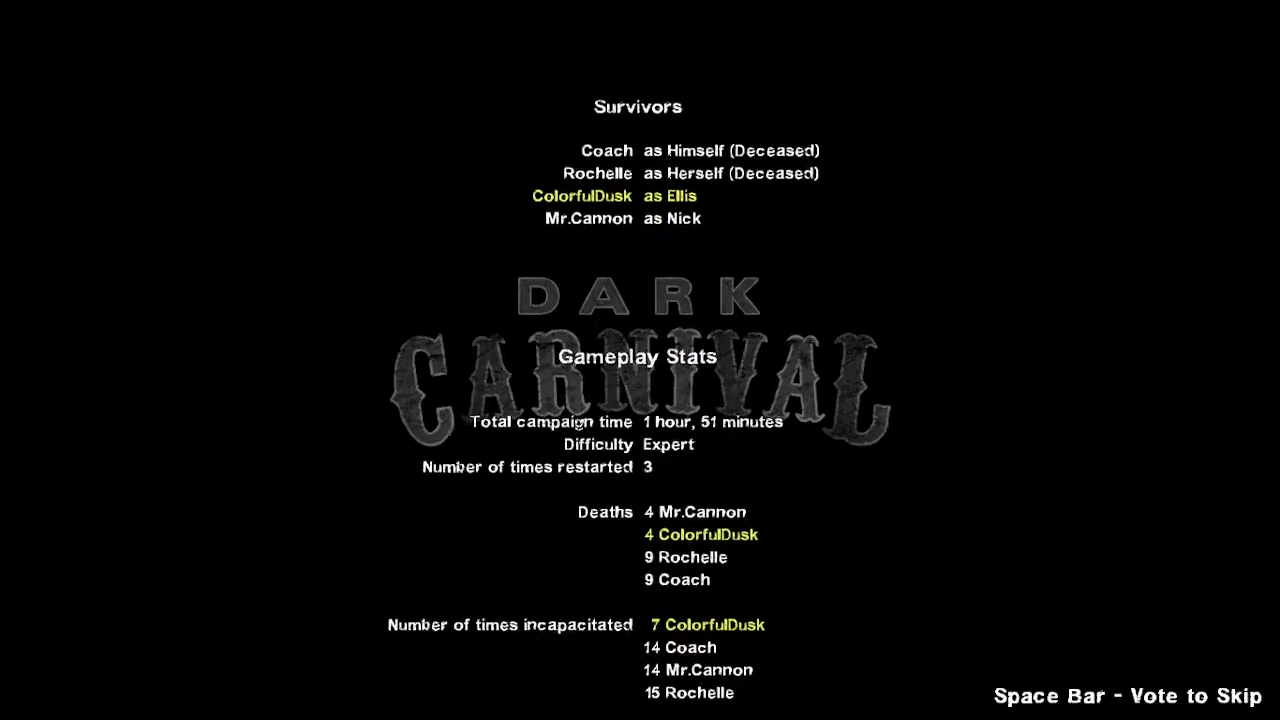 Survivors
Coach as Himself (Deceased)
Rochelle as Herself (Deceased)
ColorfulDusk as Ellis
Mr.Cannon as Nick
DARK
CARNIVAL
Gameplay Stats
Total campaign time 1 hour, 51 minutes
Difficulty Expert
Number of times restarted 3
Deaths 4 Mr.Cannon
4 ColorfulDusk
9 Rochelle
9 Coach
Number of times incapacitated 7 ColorfulDusk
14 Coach
14 Mr.Cannon
15 Rochelle
Space Bar - Vote to Skip